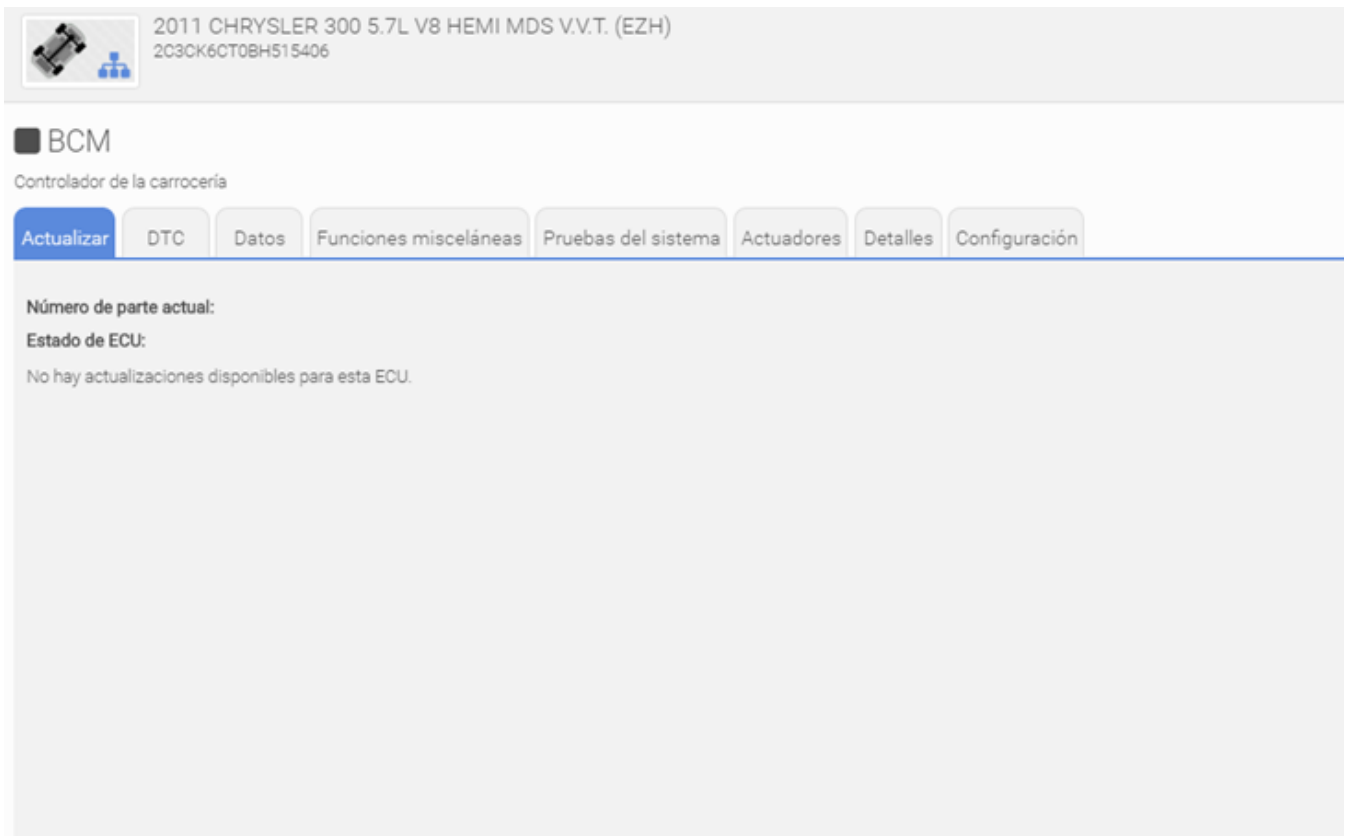 2011 CHRYSLER 300 5.7L V8 HEMI MDS V.V.T. (EZH)
2C3CK6CT0BH515406
BCM
Controlador de la carrocería
Actualizar DTC Datos Funciones misceláneas Pruebas del sistema Actuadores Detalles Configuración
Número de parte actual:
Estado de ECU:
No hay actualizaciones disponibles para esta ECU.